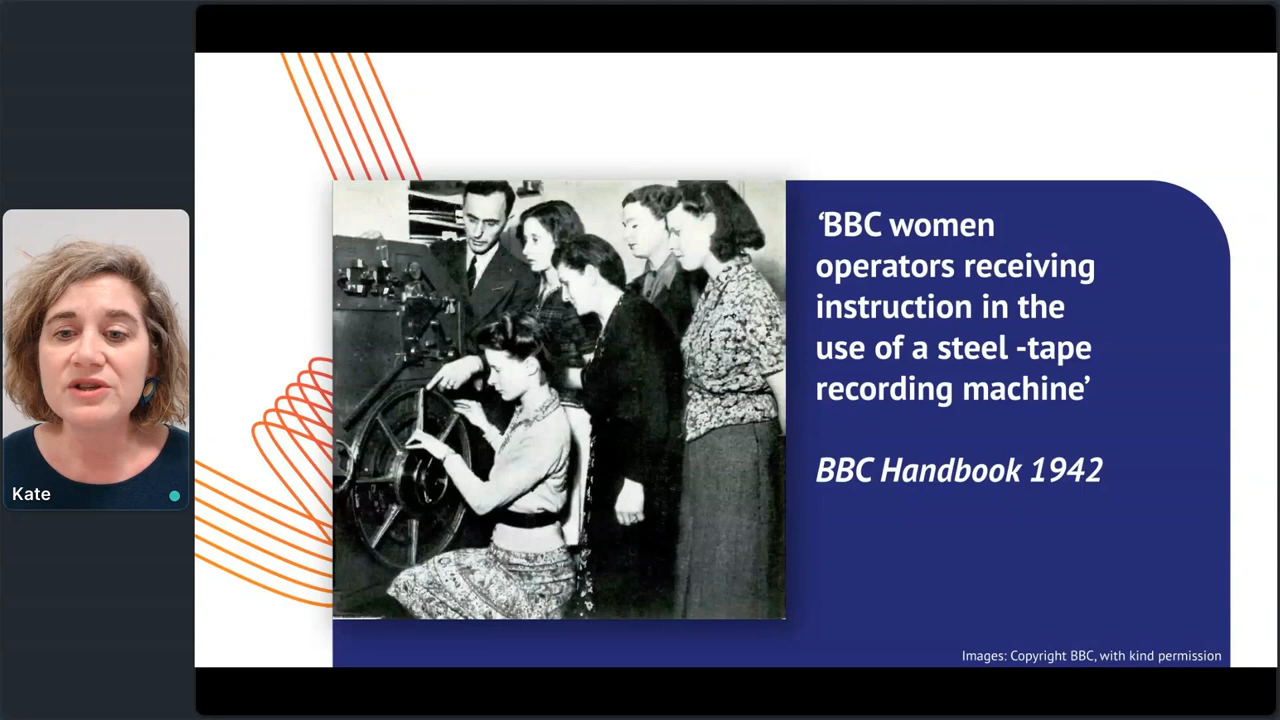 Kate
‘BBC women
operators receiving
instruction in the
use of a steel -tape
recording machine’
BBC Handbook 1942
Images: Copyright BBC, with kind permission